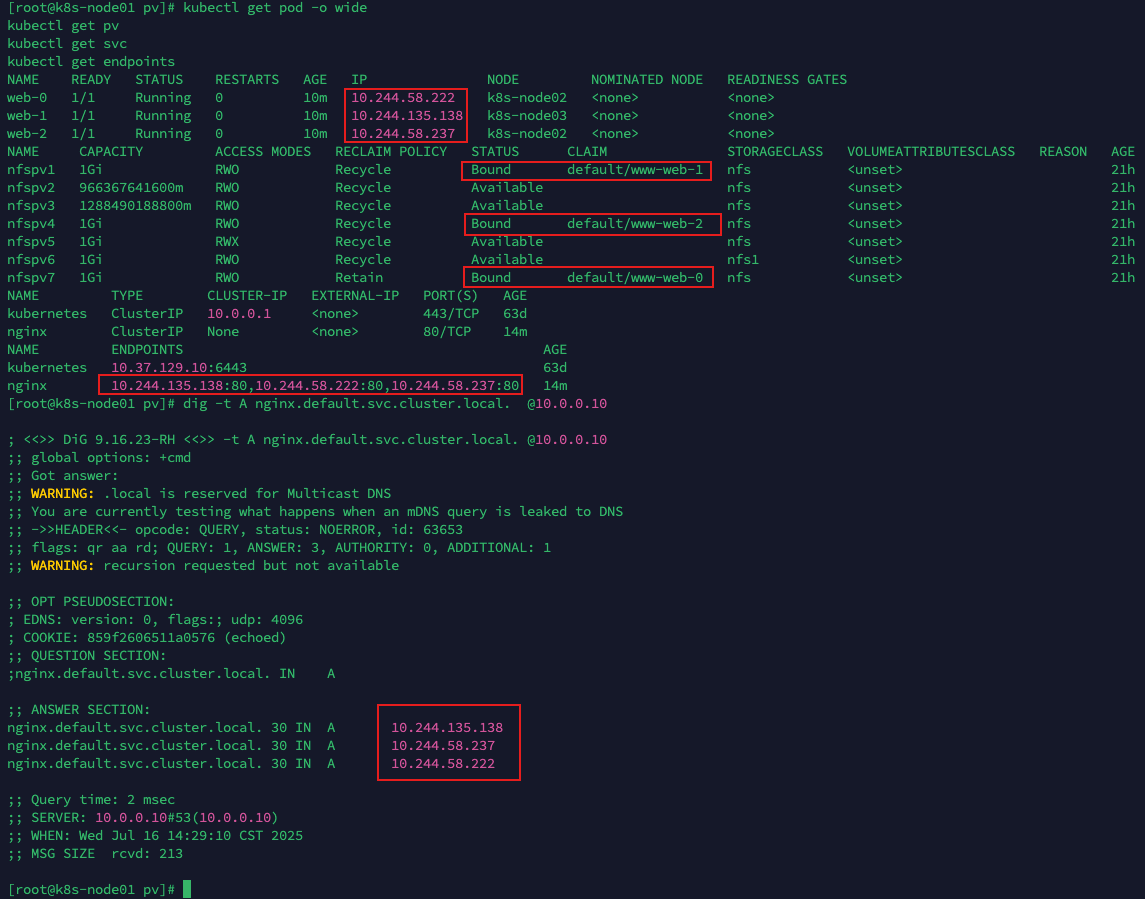 [root@k8s-node01 pv]# kubectl get pod -o wide
kubectl get pv
kubectl get svc
kubectl get endpoints
NAME    READY   STATUS    RESTARTS   AGE   IP               NODE         NOMINATED NODE   READINESS GATES
web-0   1/1     Running   0          10m   10.244.58.222    k8s-node02   <none>           <none>
web-1   1/1     Running   0          10m   10.244.135.138   k8s-node03   <none>           <none>
web-2   1/1     Running   0          10m   10.244.58.237    k8s-node02   <none>           <none>
NAME     CAPACITY         ACCESS MODES   RECLAIM POLICY   STATUS      CLAIM               STORAGECLASS   VOLUMEATTRIBUTESCLASS   REASON   AGE
nfspv1   1Gi              RWO            Recycle          Bound       default/www-web-1   nfs            <unset>                          21h
nfspv2   966367641600m    RWO            Recycle          Available                       nfs            <unset>                          21h
nfspv3   1288490188800m   RWO            Recycle          Available                       nfs            <unset>                          21h
nfspv4   1Gi              RWO            Recycle          Bound       default/www-web-2   nfs            <unset>                          21h
nfspv5   1Gi              RWX            Recycle          Available                       nfs            <unset>                          21h
nfspv6   1Gi              RWO            Recycle          Available                       nfs1           <unset>                          21h
nfspv7   1Gi              RWO            Retain           Bound       default/www-web-0   nfs            <unset>                          21h
NAME         TYPE        CLUSTER-IP   EXTERNAL-IP   PORT(S)   AGE
kubernetes   ClusterIP   10.0.0.1     <none>        443/TCP   63d
nginx        ClusterIP   None         <none>        80/TCP    14m
NAME         ENDPOINTS                                             AGE
kubernetes   10.37.129.10:6443                                     63d
nginx        10.244.135.138:80,10.244.58.222:80,10.244.58.237:80   14m
[root@k8s-node01 pv]# dig -t A nginx.default.svc.cluster.local.  @10.0.0.10
; <<>> DiG 9.16.23-RH <<>> -t A nginx.default.svc.cluster.local. @10.0.0.10
;; global options: +cmd
;; Got answer:
;; WARNING: .local is reserved for Multicast DNS
;; You are currently testing what happens when an mDNS query is leaked to DNS
;; ->>HEADER<<- opcode: QUERY, status: NOERROR, id: 63653
;; flags: qr aa rd; QUERY: 1, ANSWER: 3, AUTHORITY: 0, ADDITIONAL: 1
;; WARNING: recursion requested but not available
;; OPT PSEUDOSECTION:
; EDNS: version: 0, flags:; udp: 4096
; COOKIE: 859f2606511a0576 (echoed)
;; QUESTION SECTION:
;nginx.default.svc.cluster.local. IN    A
;; ANSWER SECTION:
nginx.default.svc.cluster.local. 30 IN  A       10.244.135.138
nginx.default.svc.cluster.local. 30 IN  A       10.244.58.237
nginx.default.svc.cluster.local. 30 IN  A       10.244.58.222
;; Query time: 2 msec
;; SERVER: 10.0.0.10#53(10.0.0.10)
;; WHEN: Wed Jul 16 14:29:10 CST 2025
;; MSG SIZE  rcvd: 213
[root@k8s-node01 pv]#